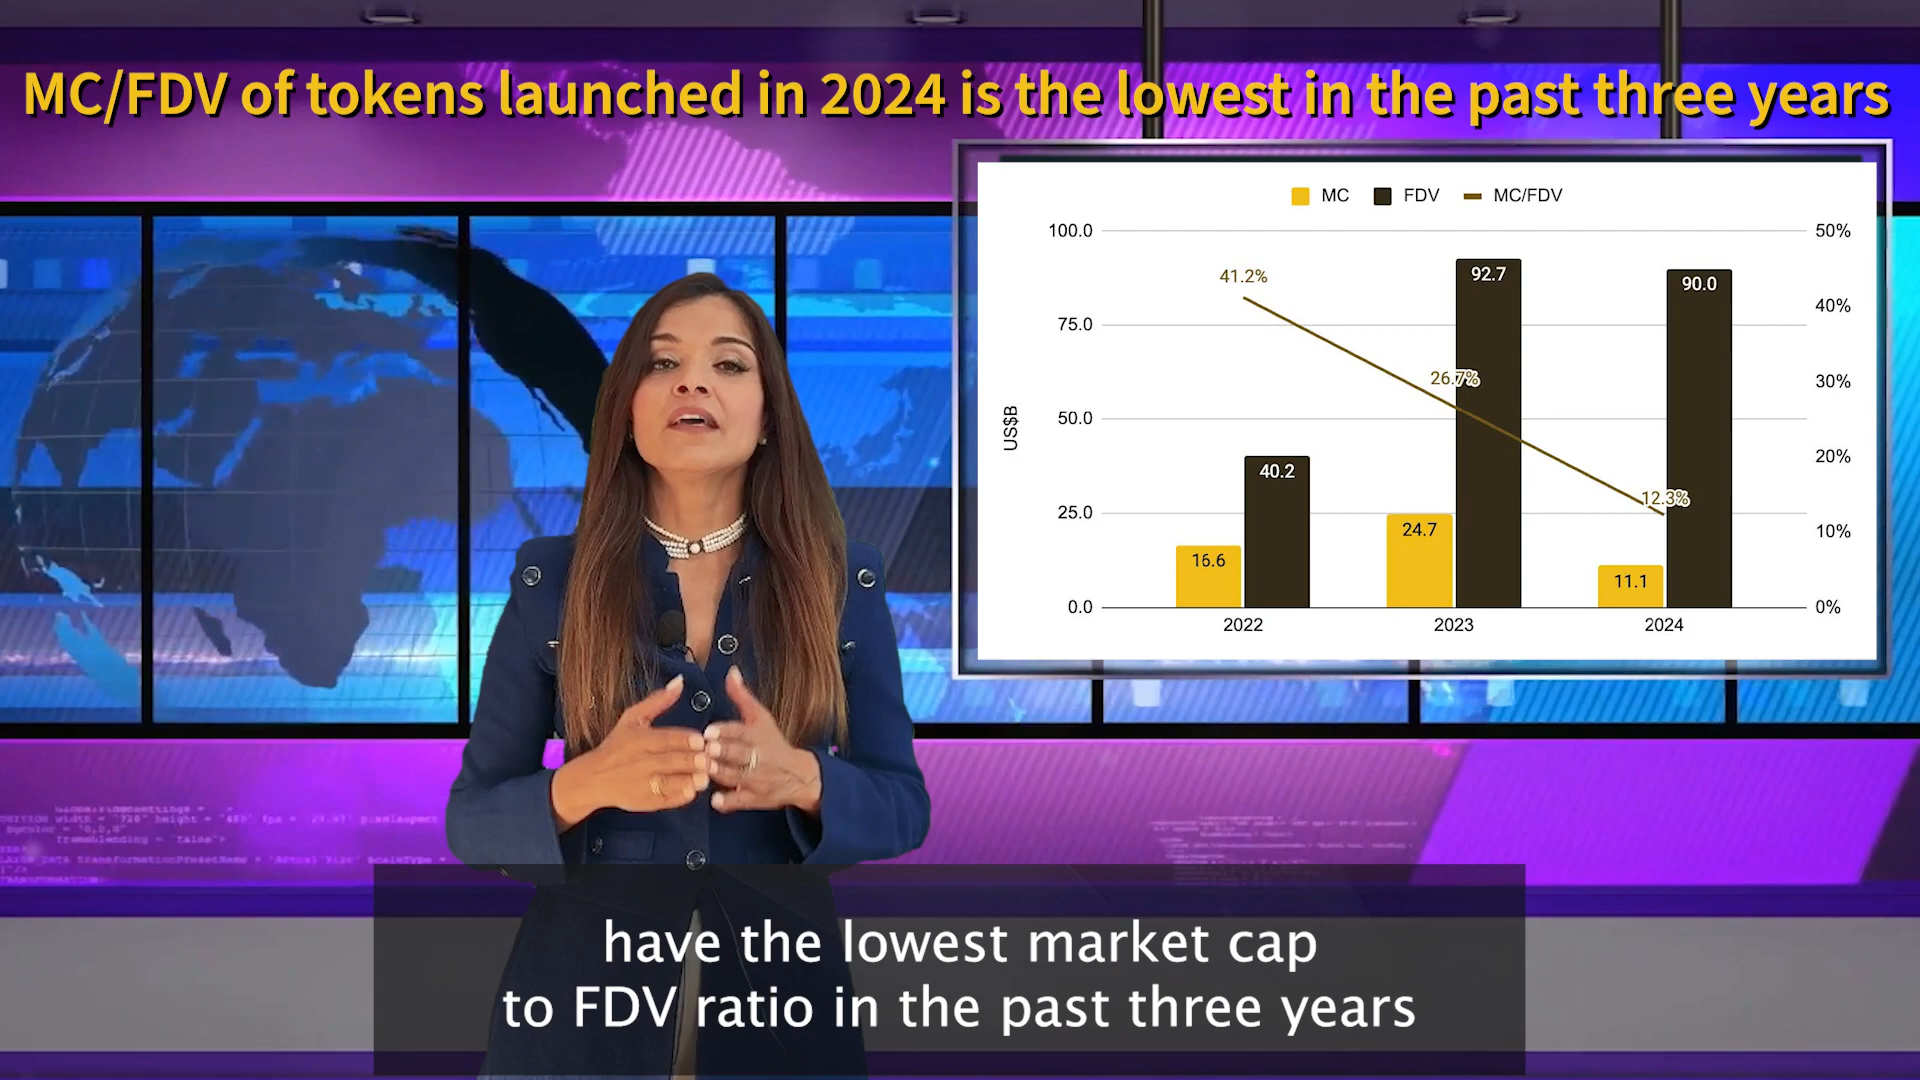 MC/FDV of tokens launched in 2024 is the lowest in the past three years
MC FDV MC/FDV
100.0 50%
41.2% 92.7 90.0
40%
75.0
26.7% 30%
US$B
50.0
40.2 20%
12.3%
25.0
24.7 10%
16.6 11.1
0.0 0%
2022 2023 2024
have the lowest market cap
to FDV ratio in the past three years